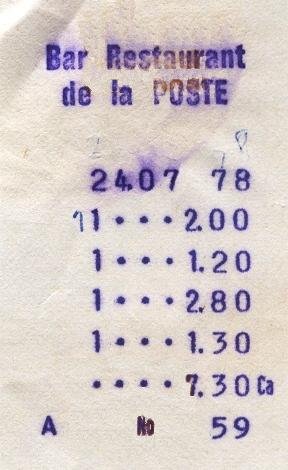 Bar Restaurant
de la POSTE
24.07 78
1 1 • • • 2.00
1 • • • 1.20
1 • • • 2.80
1 • • • 1.30
• • • • 7.30 Ca
A No 59